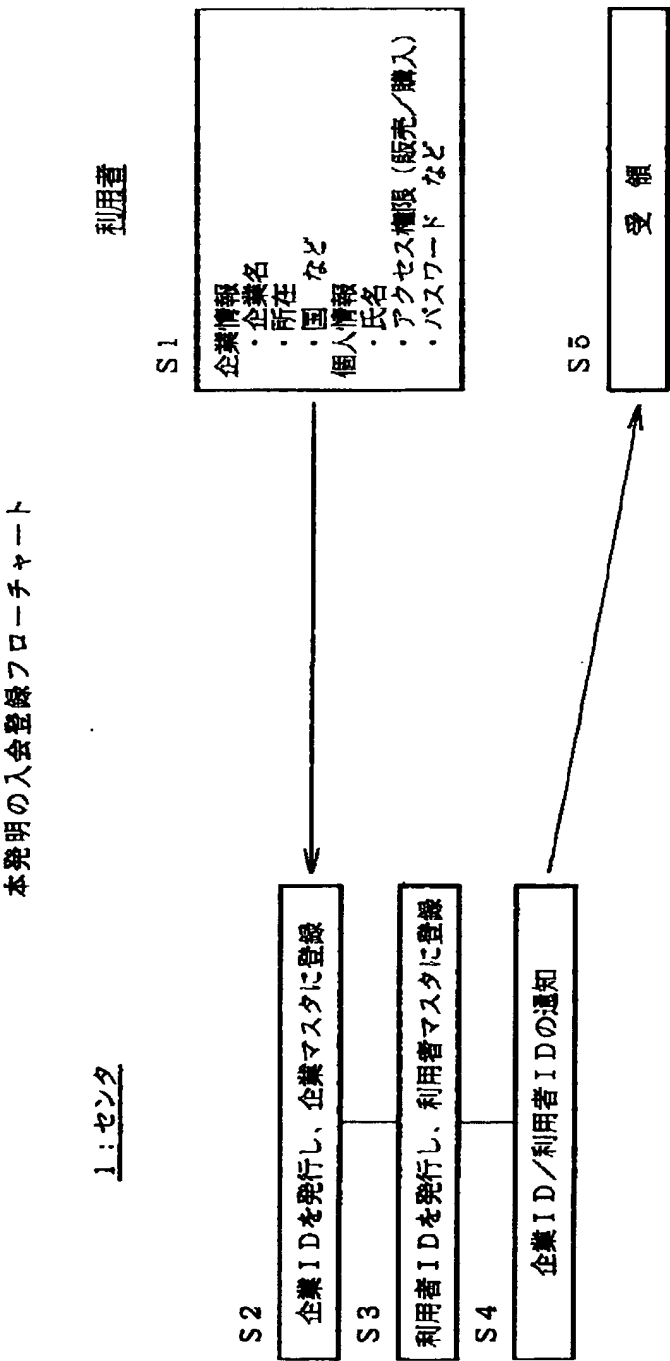 本発明の入会登録フローチャート
1:センタ
利用者
S1
企業情報
・企業名
・所在
・国 など
個人情報
・氏名
・アクセス権限(販売/購入)
・パスワード など
S2
企業IDを発行し、企業マスタに登録
S3
利用者IDを発行し、利用者マスタに登録
S4
企業ID/利用者IDの通知
S5
受 領